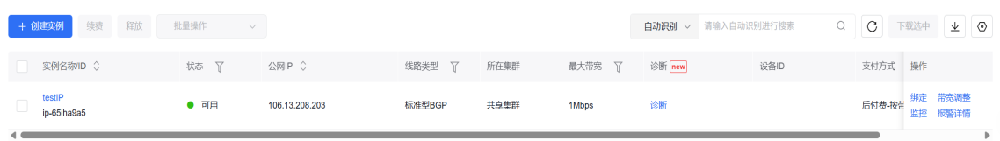 + 创建实例 续费 释放 批量操作 自动识别 请输入自动识别进行搜索 下载选中
实例名称/ID 状态 公网IP 线路类型 所在集群 最大带宽 诊断 new 设备ID 支付方式 操作
testIP
ip-65iha9a5
可用 106.13.208.203 标准型BGP 共享集群 1Mbps 诊断 后付费-按带
绑定 带宽调整
监控 报警详情